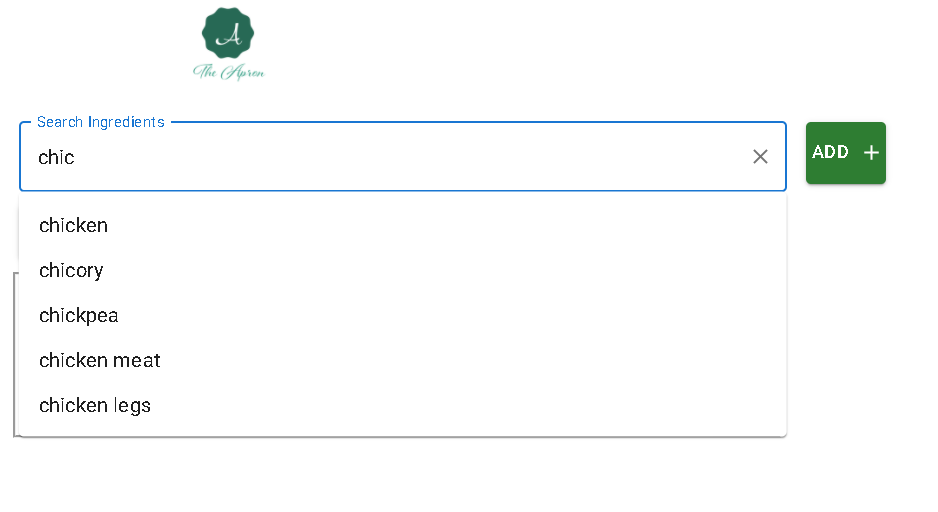 A
The Apron
Search Ingredients
chic
ADD +
chicken
chicory
chickpea
chicken meat
chicken legs